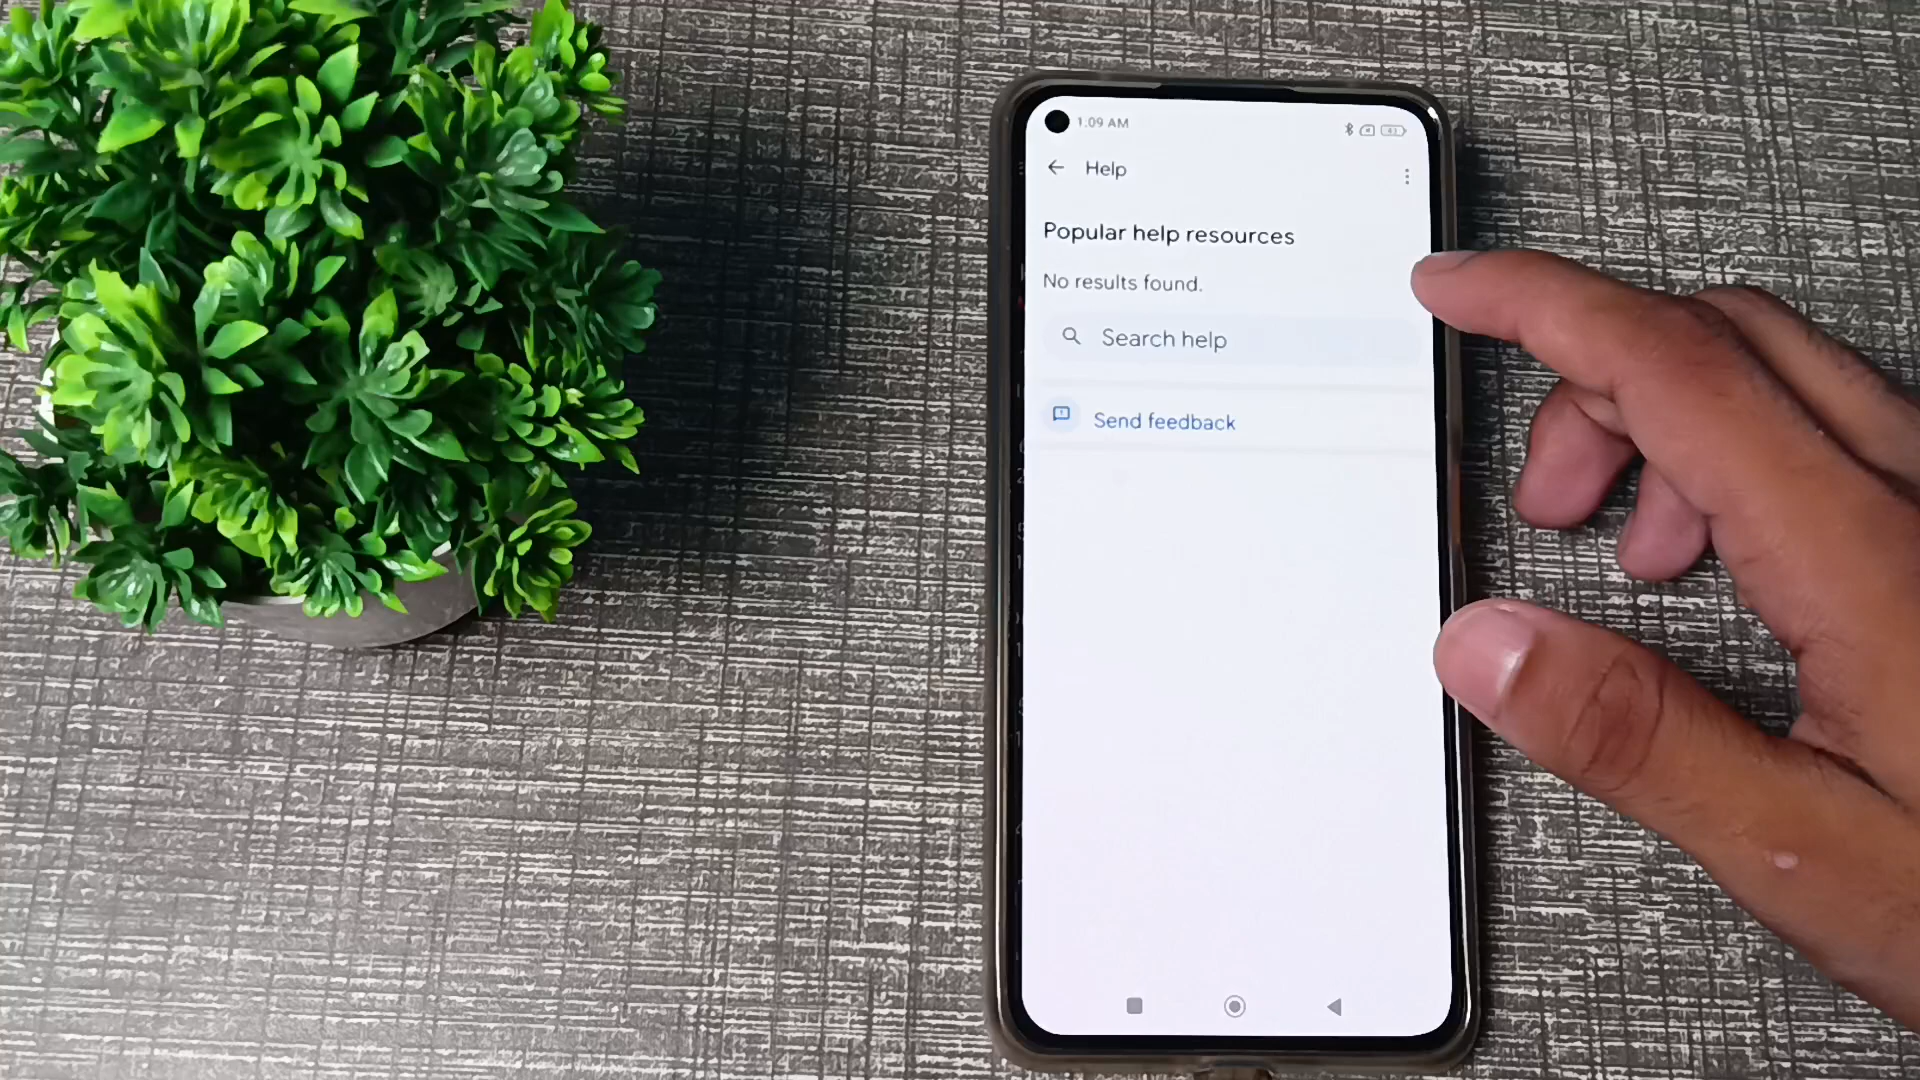 1:09 AM
Help
Popular help resources
No results found.
Search help
Send feedback